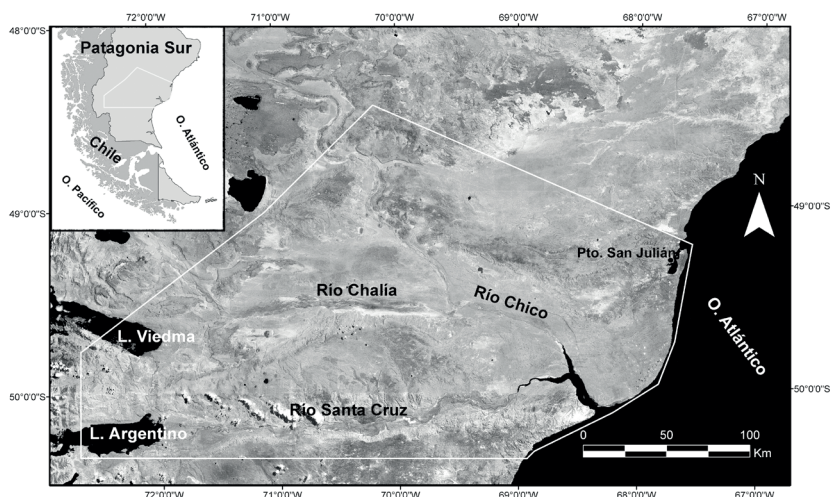 72°0'0"W 71°0'0"W 70°0'0"W 69°0'0"W 68°0'0"W 67°0'0"W
48°0'0"S
Patagonia Sur
O. Atlántico
Chile
O. Pacífico
49°0'0"S
49°0'0"S
N
Pto. San Julián
Río Chalia
Río Chico
O. Atlántico
L. Viedma
50°0'0"S
50°0'0"S
Río Santa Cruz
L. Argentino
0 50 100
Km
72°0'0"W 71°0'0"W 70°0'0"W 69°0'0"W 68°0'0"W 67°0'0"W